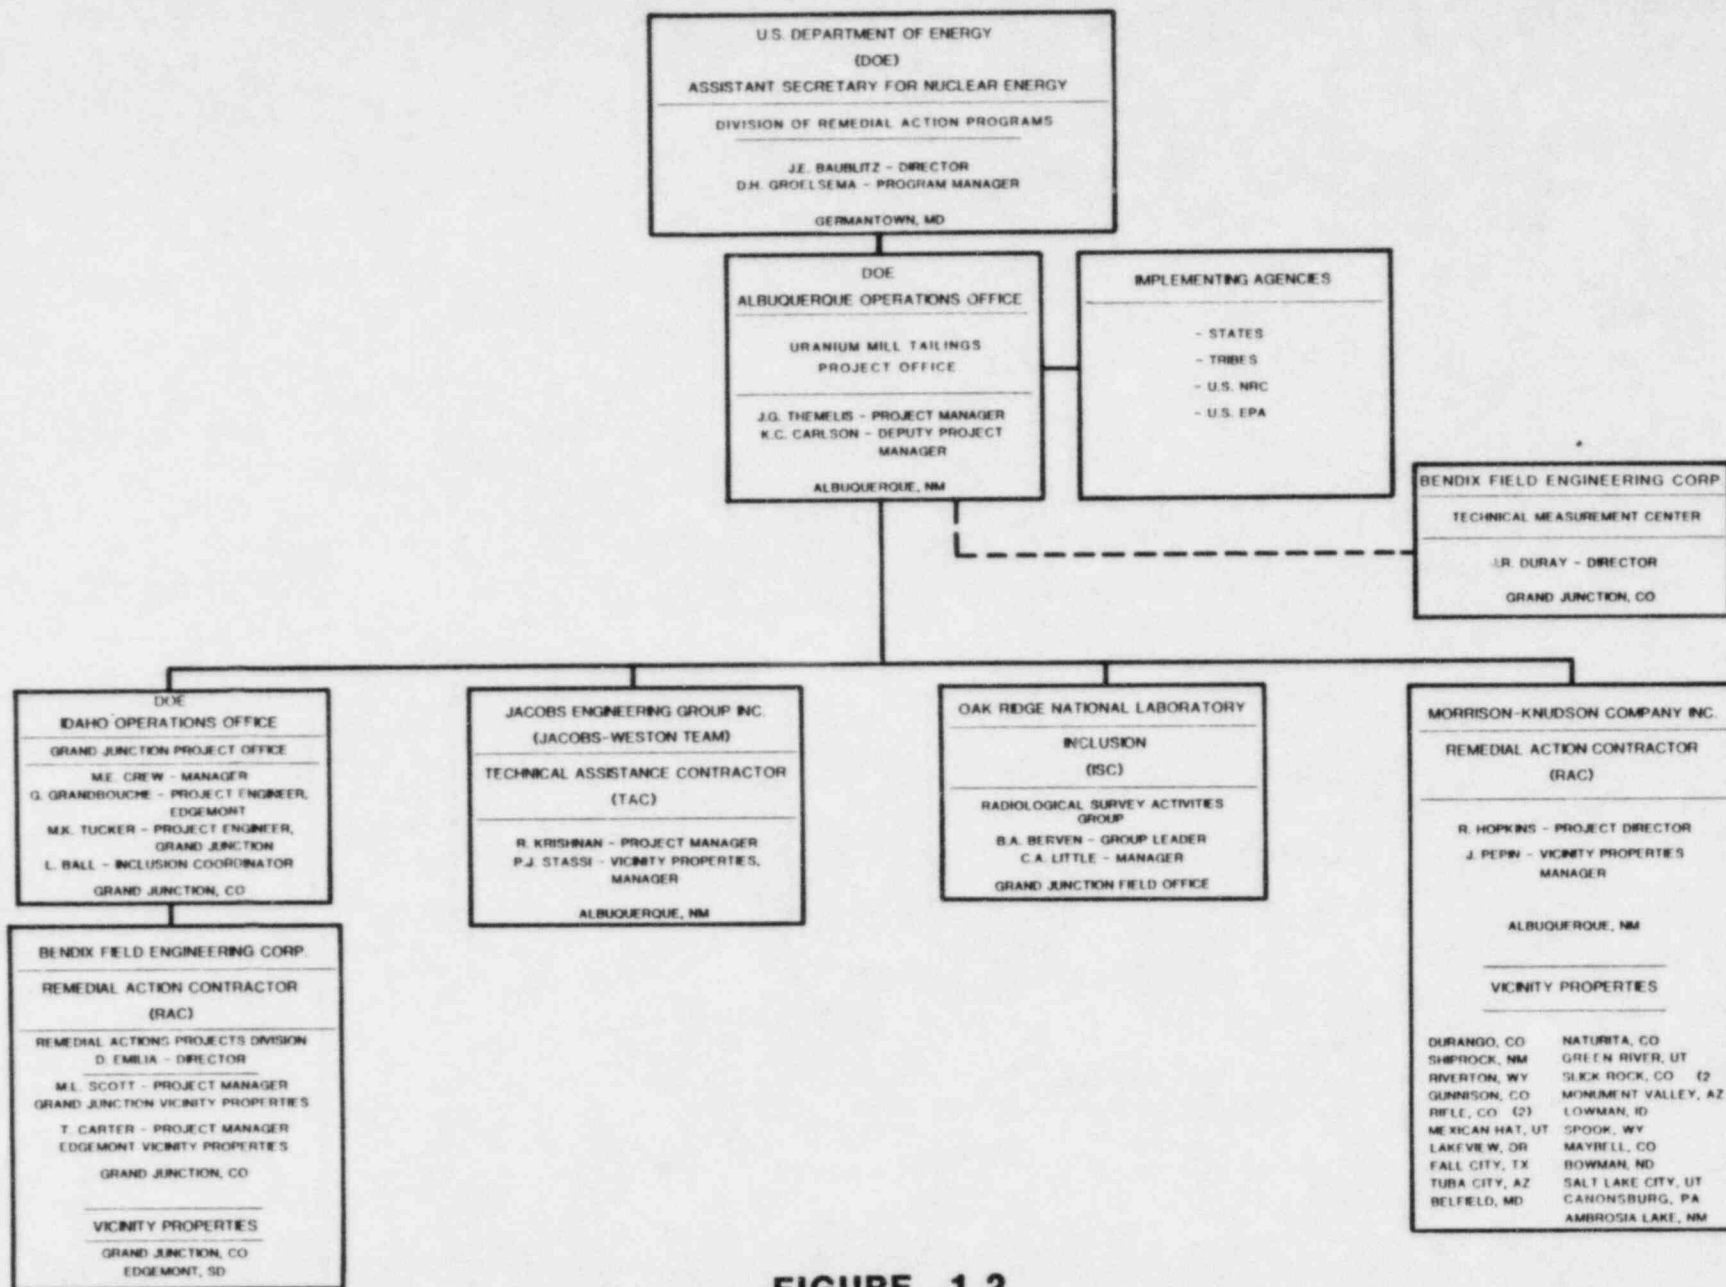 U.S. DEPARTMENT OF ENERGY
(DOE)
ASSISTANT SECRETARY FOR NUCLEAR ENERGY
DIVISION OF REMEDIAL ACTION PROGRAMS
J.E. BAUBLITZ - DIRECTOR
D.H. GROELSEMA - PROGRAM MANAGER
GERMANTOWN, MD
DOE
ALBUQUERQUE OPERATIONS OFFICE
URANIUM MILL TAILINGS
PROJECT OFFICE
J.G. THEMELIS - PROJECT MANAGER
K.C. CARLSON - DEPUTY PROJECT
MANAGER
ALBUQUERQUE, NM
IMPLEMENTING AGENCIES
- STATES
- TRIBES
- U.S. NRC
- U.S. EPA
BENDIX FIELD ENGINEERING CORP
TECHNICAL MEASUREMENT CENTER
J.R. DURAY - DIRECTOR
GRAND JUNCTION, CO
DOE
IDAHO OPERATIONS OFFICE
GRAND JUNCTION PROJECT OFFICE
M.E. CREW - MANAGER
G. GRANDBOUCHE - PROJECT ENGINEER,
EDGEMONT
M.K. TUCKER - PROJECT ENGINEER,
GRAND JUNCTION
L. BALL - INCLUSION COORDINATOR
GRAND JUNCTION, CO
BENDIX FIELD ENGINEERING CORP.
REMEDIAL ACTION CONTRACTOR
(RAC)
REMEDIAL ACTIONS PROJECTS DIVISION
D. EMILIA - DIRECTOR
M.L. SCOTT - PROJECT MANAGER
GRAND JUNCTION VICINITY PROPERTIES
T. CARTER - PROJECT MANAGER
EDGEMONT VICINITY PROPERTIES
GRAND JUNCTION, CO
VICINITY PROPERTIES
GRAND JUNCTION, CO
EDGEMONT, SD
JACOBS ENGINEERING GROUP INC.
(JACOBS-WESTON TEAM)
TECHNICAL ASSISTANCE CONTRACTOR
(TAC)
R. KRISHNAN - PROJECT MANAGER
P.J. STASSI - VICINITY PROPERTIES,
MANAGER
ALBUQUERQUE, NM
OAK RIDGE NATIONAL LABORATORY
INCLUSION
(ISC)
RADIOLOGICAL SURVEY ACTIVITIES
GROUP
B.A. BERVEN - GROUP LEADER
C.A. LITTLE - MANAGER
GRAND JUNCTION FIELD OFFICE
MORRISON-KNUDSON COMPANY INC.
REMEDIAL ACTION CONTRACTOR
(RAC)
R. HOPKINS - PROJECT DIRECTOR
J. PEPIN - VICINITY PROPERTIES
MANAGER
ALBUQUERQUE, NM
VICINITY PROPERTIES
DURANGO, CO NATURITA, CO
SHIPROCK, NM GREEN RIVER, UT
RIVERTON, WY SLICK ROCK, CO (2
GUNNISON, CO MONUMENT VALLEY, AZ
RIFLE, CO (2) LOWMAN, ID
MEXICAN HAT, UT SPOOK, WY
LAKEVIEW, OR MAYBELL, CO
FALL CITY, TX BOWMAN, ND
TUBA CITY, AZ SALT LAKE CITY, UT
BELFIELD, MD CANONSBURG, PA
AMBROSIA LAKE, NM
FIGURE 1.2